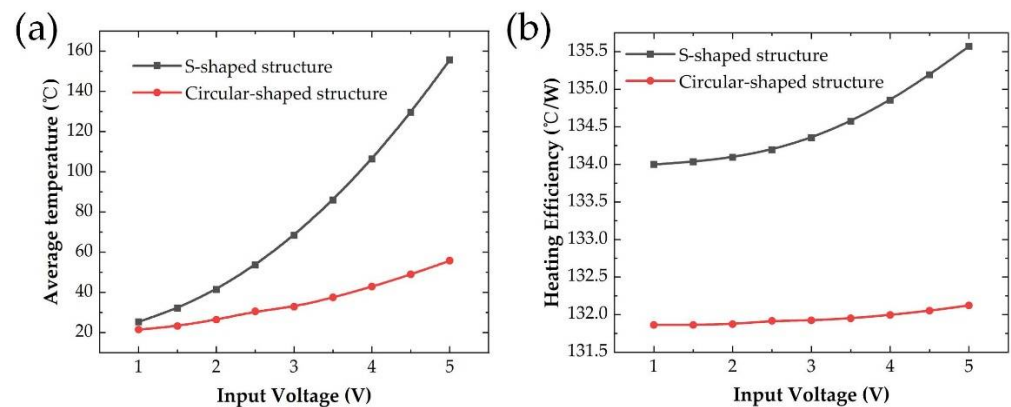 (a)
Average temperature (℃)
160
140
120
100
80
60
40
20
S-shaped structure
Circular-shaped structure
1 2 3 4 5
Input Voltage (V)
(b)
Heating Efficiency (℃/W)
135.5
135.0
134.5
134.0
133.5
133.0
132.5
132.0
131.5
S-shaped structure
Circular-shaped structure
1 2 3 4 5
Input Voltage (V)